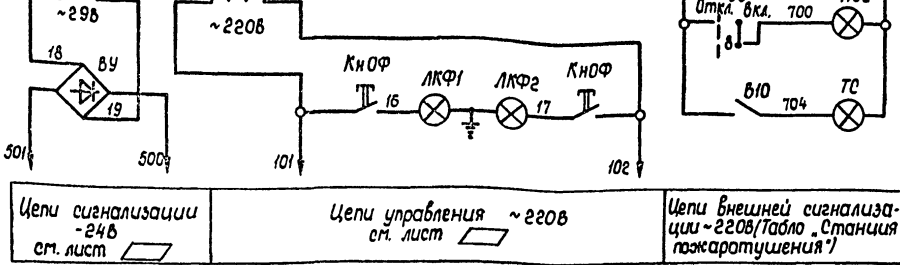 ~29В
~220В
Откл. Вкл.
700
18
ВУ
19
КнОФ
ЛКФ1
ЛКФ2
КнОФ
16
17
В
В10
704
ТС
501
500
101
102
Цепи сигнализации
-24В
см. лист
Цепи управления ~220В
см. лист
Цепи внешней сигнализа-
ции ~220В (Табло „Станция
пожаротушения")